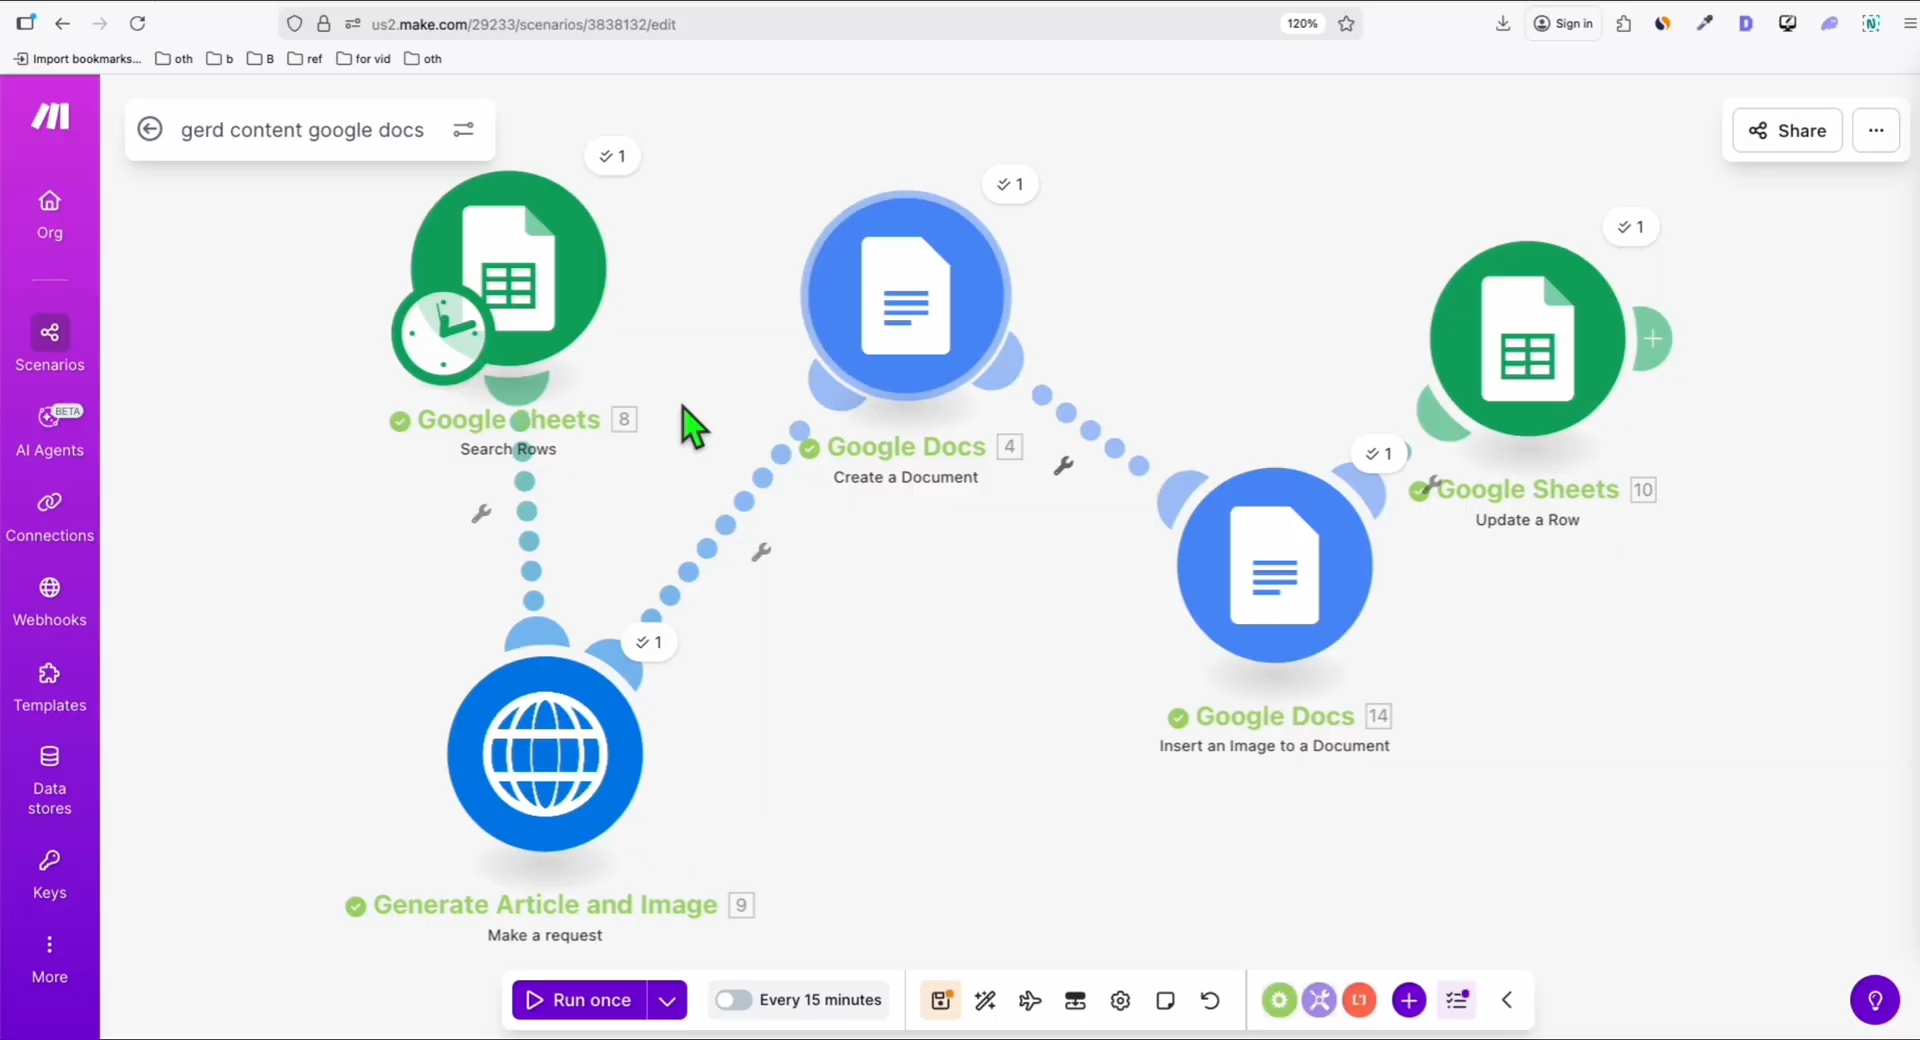 us2.make.com/29233/scenarios/3838132/edit
120%
Sign in
Import bookmarks...
oth
b
B
ref
for vid
oth
gerd content google docs
Share
Org
Scenarios
BETA
AI Agents
Connections
Webhooks
Templates
Data
stores
Keys
More
1
Google Sheets 8
Search Rows
1
Google Docs 4
Create a Document
1
Google Sheets 10
Update a Row
1
Google Docs 14
Insert an Image to a Document
1
Generate Article and Image 9
Make a request
Run once
Every 15 minutes